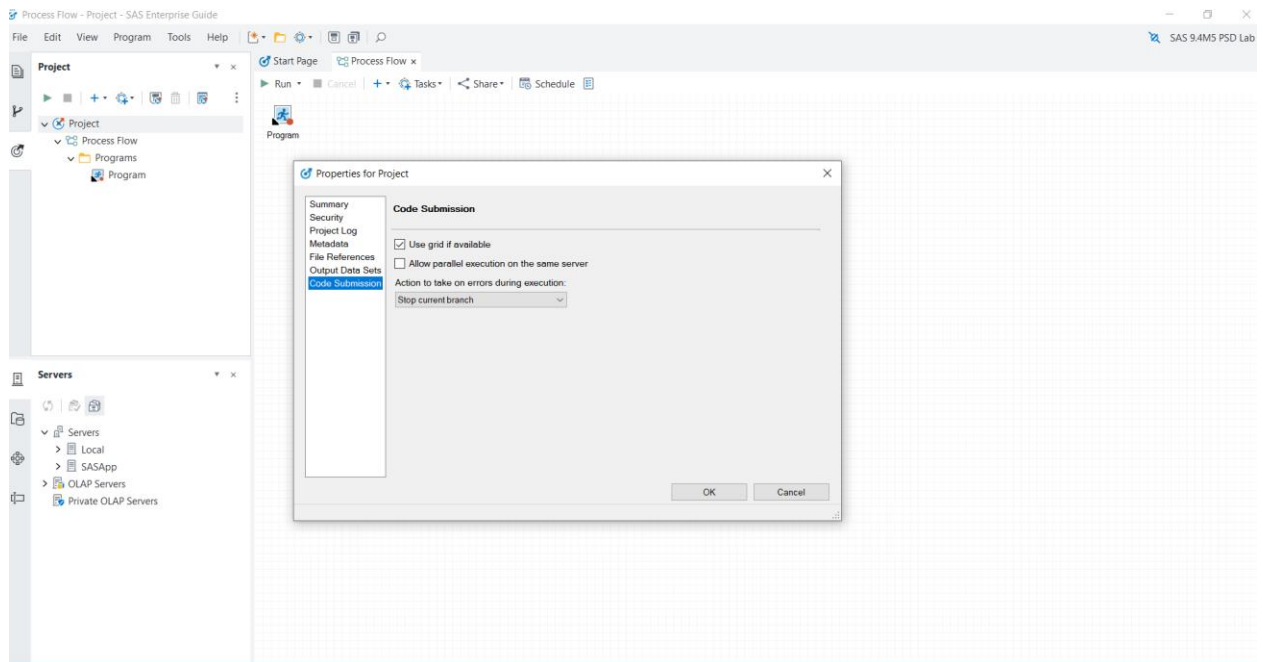 Process Flow - Project - SAS Enterprise Guide
File Edit View Program Tools Help
SAS 9.4M5 PSD Lab
Project
Start Page
Process Flow
Run
Cancel
Tasks
Share
Schedule
Project
Process Flow
Programs
Program
Program
Properties for Project
Summary
Security
Project Log
Metadata
File References
Output Data Sets
Code Submission
Code Submission
Use grid if available
Allow parallel execution on the same server
Action to take on errors during execution:
Stop current branch
OK
Cancel
Servers
Servers
Local
SASApp
OLAP Servers
Private OLAP Servers